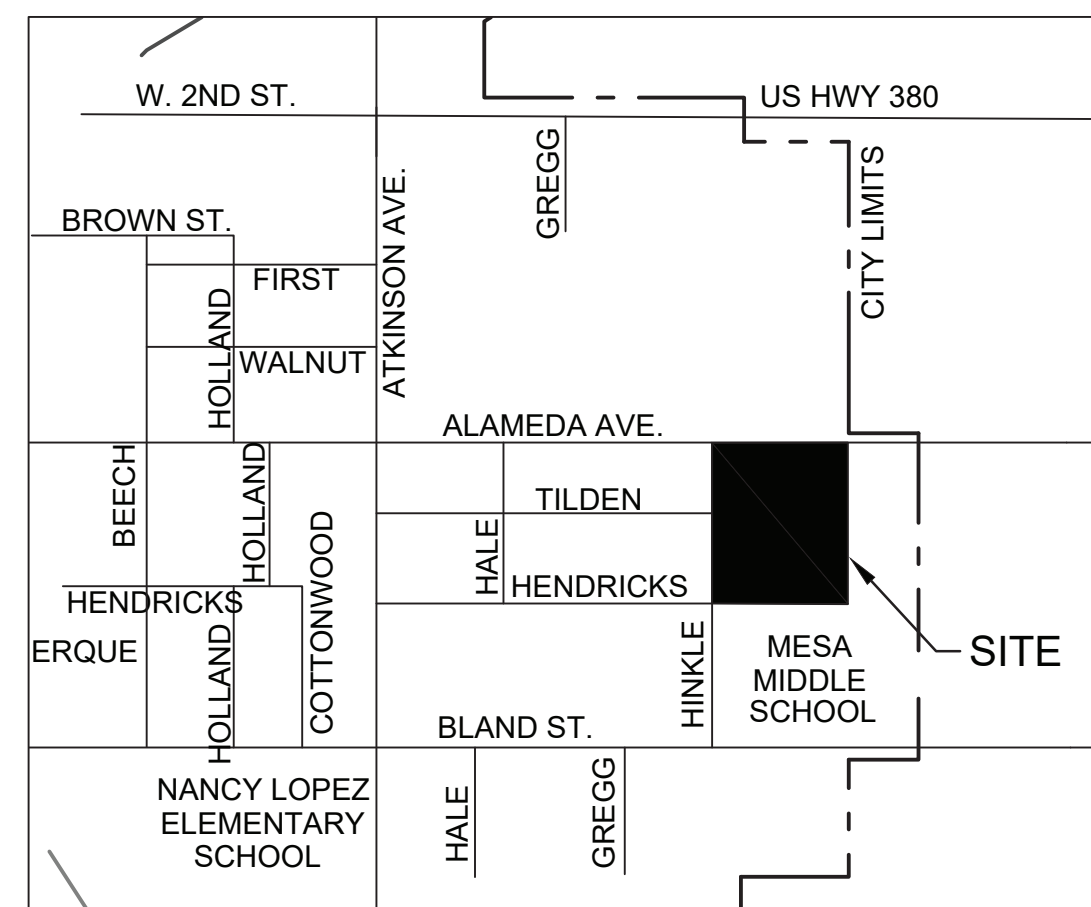 W. 2ND ST.
US HWY 380
GREGG
BROWN ST.
ATKINSON AVE.
CITY LIMITS
FIRST
HOLLAND
WALNUT
ALAMEDA AVE.
BEECH
HOLLAND
TILDEN
COTTONWOOD
HALE
HENDRICKS
HENDRICKS
ERQUE
HOLLAND
HINKLE
MESA
MIDDLE
SCHOOL
SITE
BLAND ST.
NANCY LOPEZ
ELEMENTARY
SCHOOL
HALE
GREGG